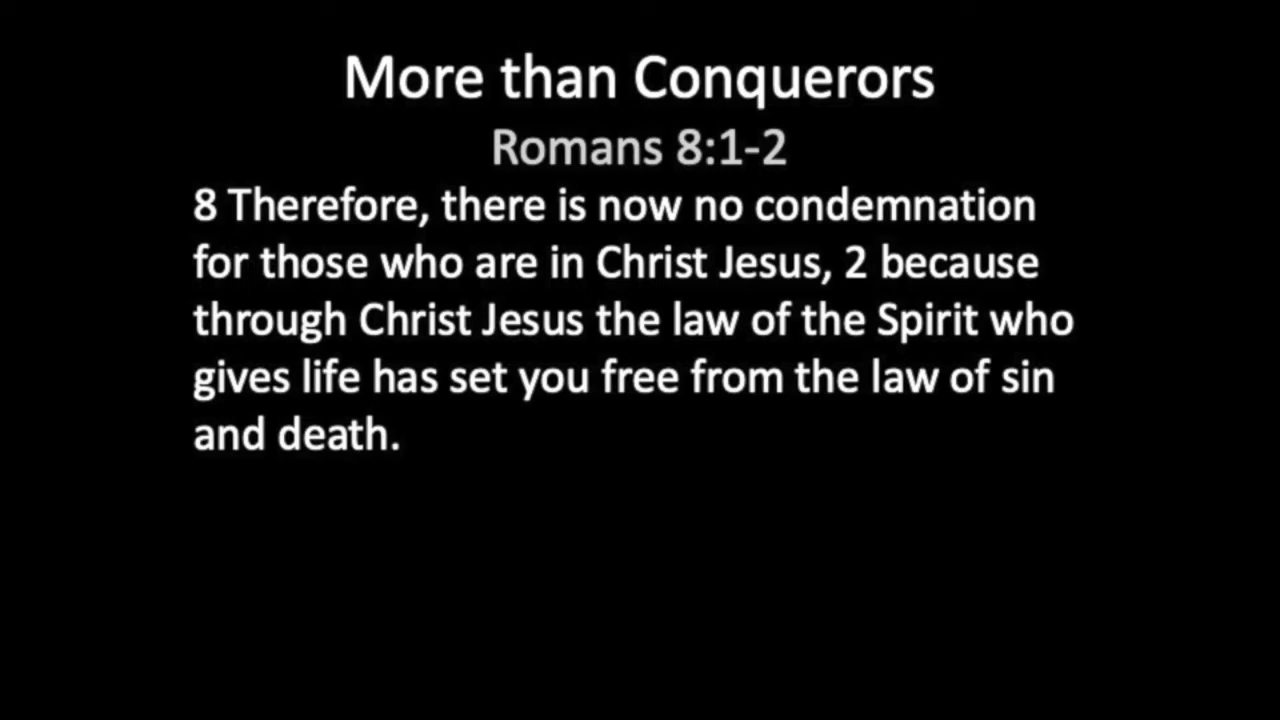 More than Conquerors
Romans 8:1-2
8 Therefore, there is now no condemnation
for those who are in Christ Jesus, 2 because
through Christ Jesus the law of the Spirit who
gives life has set you free from the law of sin
and death.